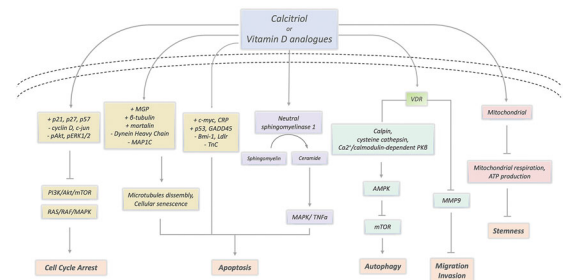 Calcitriol
or
Vitamin D analogues
+ p21, p27, p57
- cyclin D, c-jun
- pAkt, pERK1/2
+ MGP
+ δ-tubulin
+ mortalin
- Dynein Heavy Chain
- MAP1C
+ c-myc, CRP
+ p53, GADD45
- Bmi-1, Ldlr
- TnC
Neutral
sphingomyelinase 1
Sphingomyelin
Ceramide
VDR
Calpin,
cysteine cathepsin,
Ca2+/calmodulin-dependent PKβ
Mitochondrial
Mitochondrial respiration,
ATP production
PI3K/Akt/mTOR
RAS/RAF/MAPK
Microtubules dissembly,
Cellular senescence
MAPK/ TNFα
AMPK
mTOR
MMP9
Stemness
Cell Cycle Arrest
Apoptosis
Autophagy
Migration
Invasion